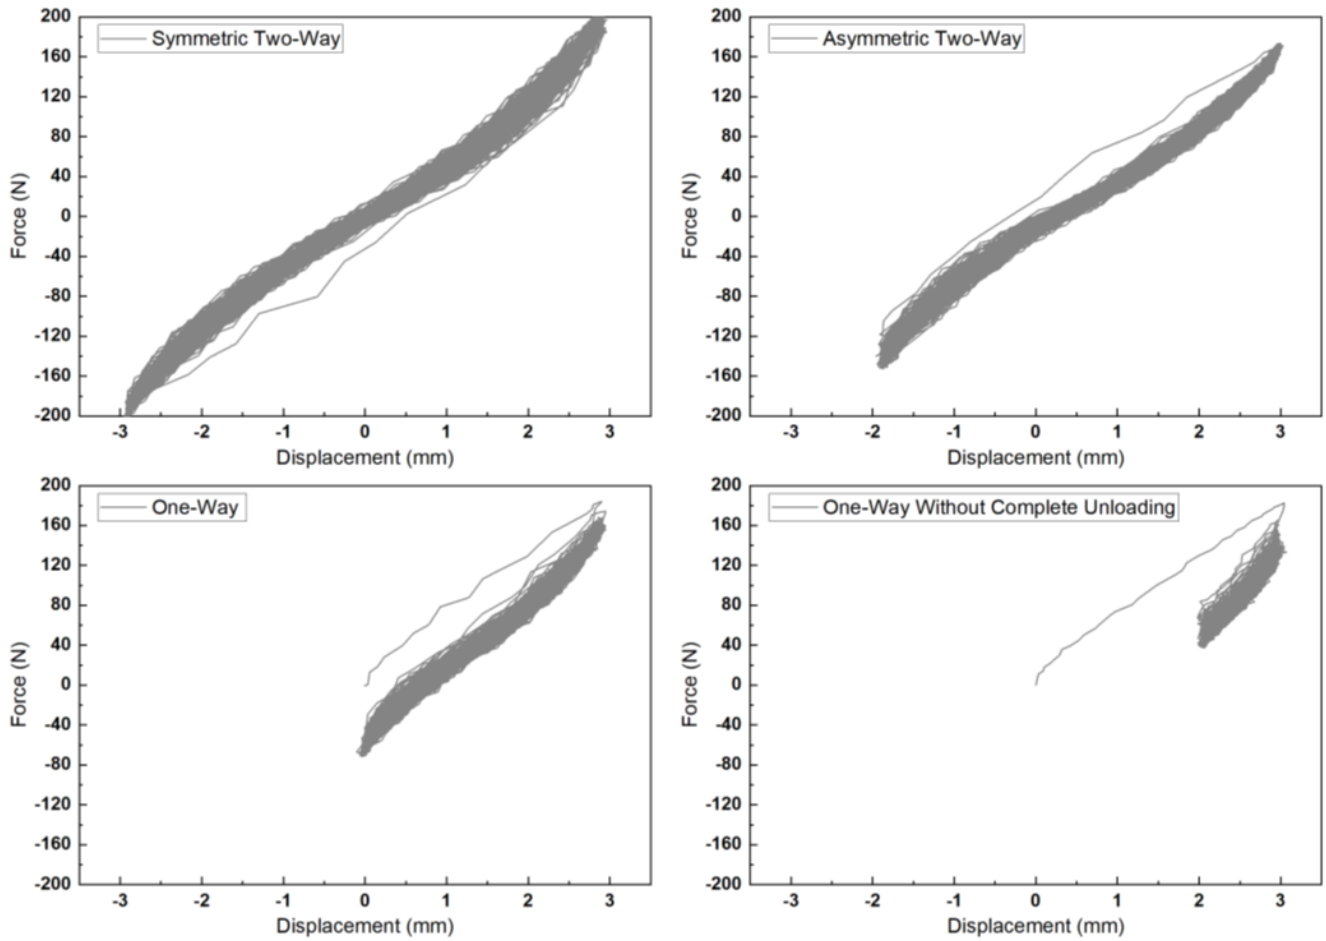 200
160
120
80
40
0
-40
-80
-120
-160
-200
Force (N)
Symmetric Two-Way
-3 -2 -1 0 1 2 3
Displacement (mm)
200
160
120
80
40
0
-40
-80
-120
-160
-200
Force (N)
Asymmetric Two-Way
-3 -2 -1 0 1 2 3
Displacement (mm)
200
160
120
80
40
0
-40
-80
-120
-160
-200
Force (N)
One-Way
-3 -2 -1 0 1 2 3
Displacement (mm)
200
160
120
80
40
0
-40
-80
-120
-160
-200
Force (N)
One-Way Without Complete Unloading
-3 -2 -1 0 1 2 3
Displacement (mm)